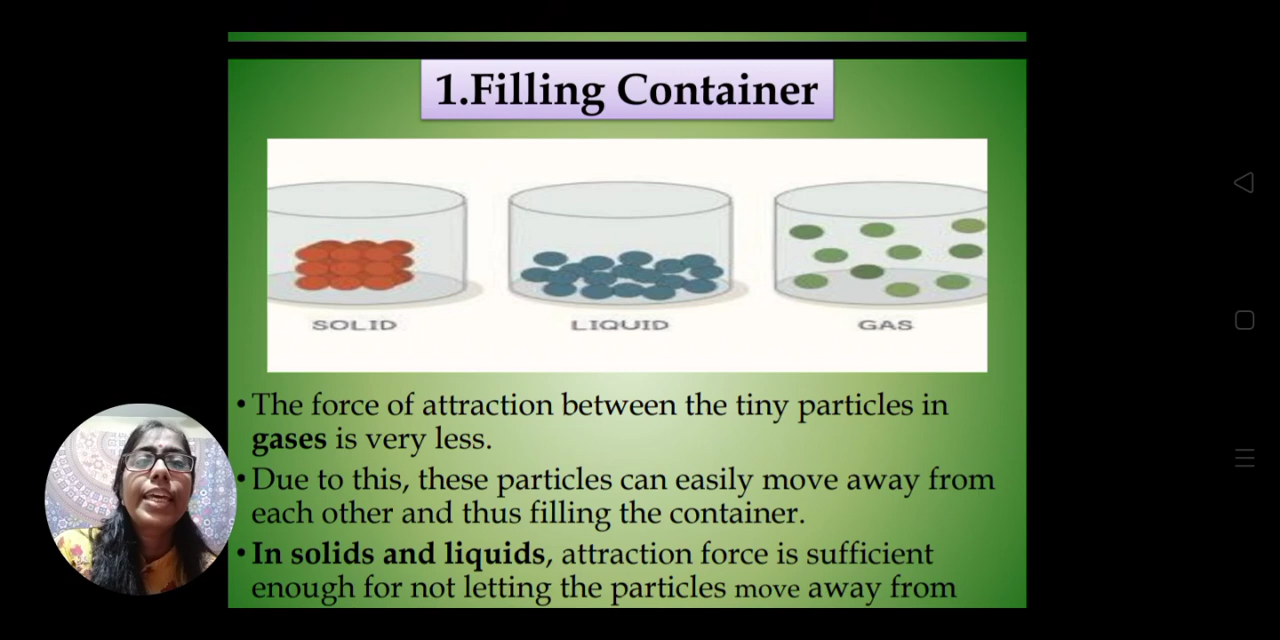 1.Filling Container
SOLID
LIQUID
GAS
• The force of attraction between the tiny particles in
gases is very less.
• Due to this, these particles can easily move away from
each other and thus filling the container.
• In solids and liquids, attraction force is sufficient
enough for not letting the particles move away from